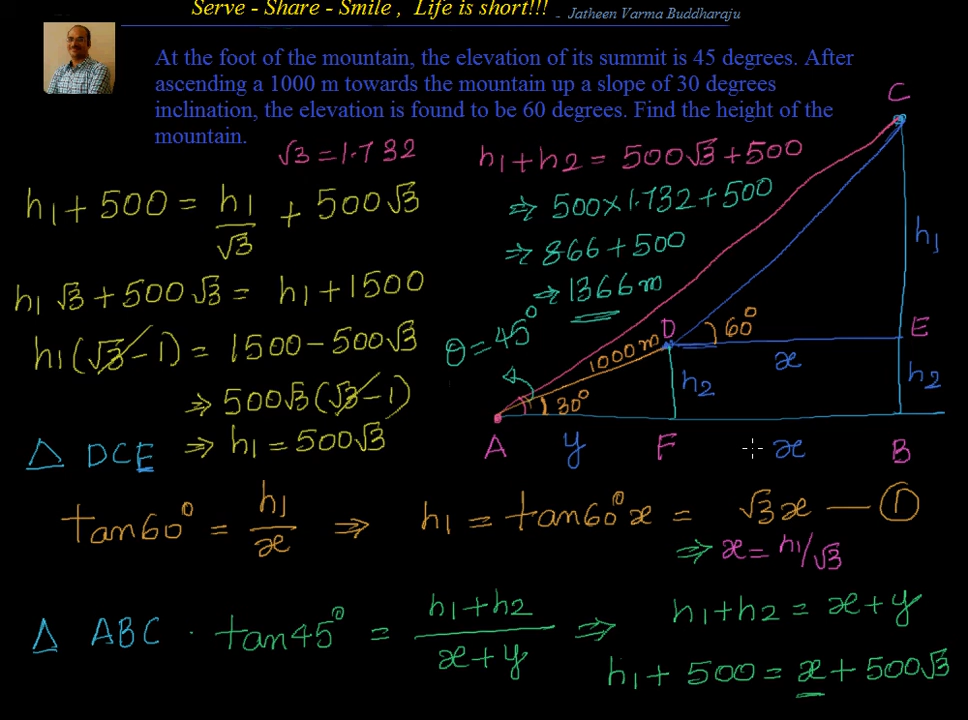 Serve - Share - Smile , Life is short!!! - Jatheen Varma Buddharaju
At the foot of the mountain, the elevation of its summit is 45 degrees. After
ascending a 1000 m towards the mountain up a slope of 30 degrees
inclination, the elevation is found to be 60 degrees. Find the height of the
mountain.
√3 = 1.732
h1 + 500 = h1/√3 + 500√3
h1 √3 + 500√3 = h1 + 1500
h1(√3 - 1) = 1500 - 500√3
⇒ 500√3(√3 - 1)
⇒ h1 = 500√3
h1 + h2 = 500√3 + 500
⇒ 500 × 1.732 + 500
⇒ 866 + 500
⇒ 1366 m
θ = 45°
C
h1
D
60°
E
1000 m
x
h2
h2
30°
A
y
F
x
B
△ DCE
tan60° = h1/x ⇒ h1 = tan60° x = √3x — ①
⇒ x = h1/√3
△ ABC . tan45° = h1+h2/x+y ⇒ h1+h2 = x+y
h1 + 500 = x + 500√3